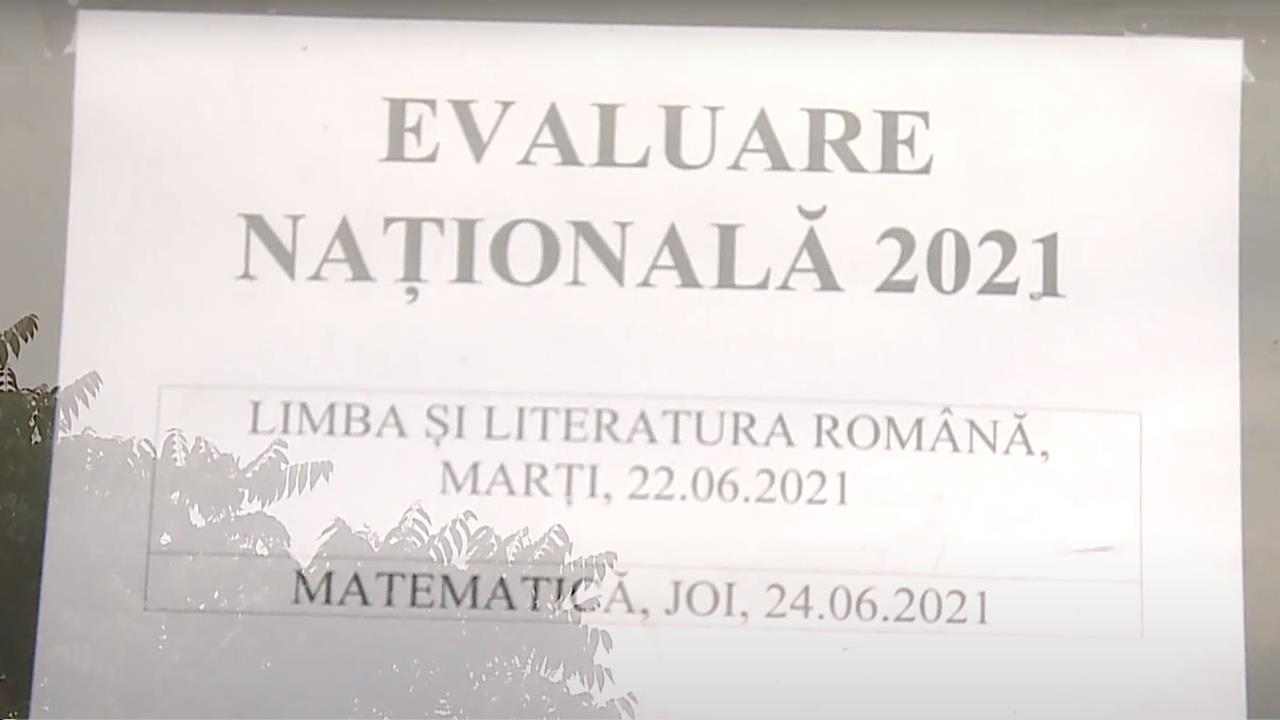 EVALUARE
NAȚIONALĂ 2021
LIMBA ȘI LITERATURA ROMÂNĂ,
MARȚI, 22.06.2021
MATEMATICĂ, JOI, 24.06.2021